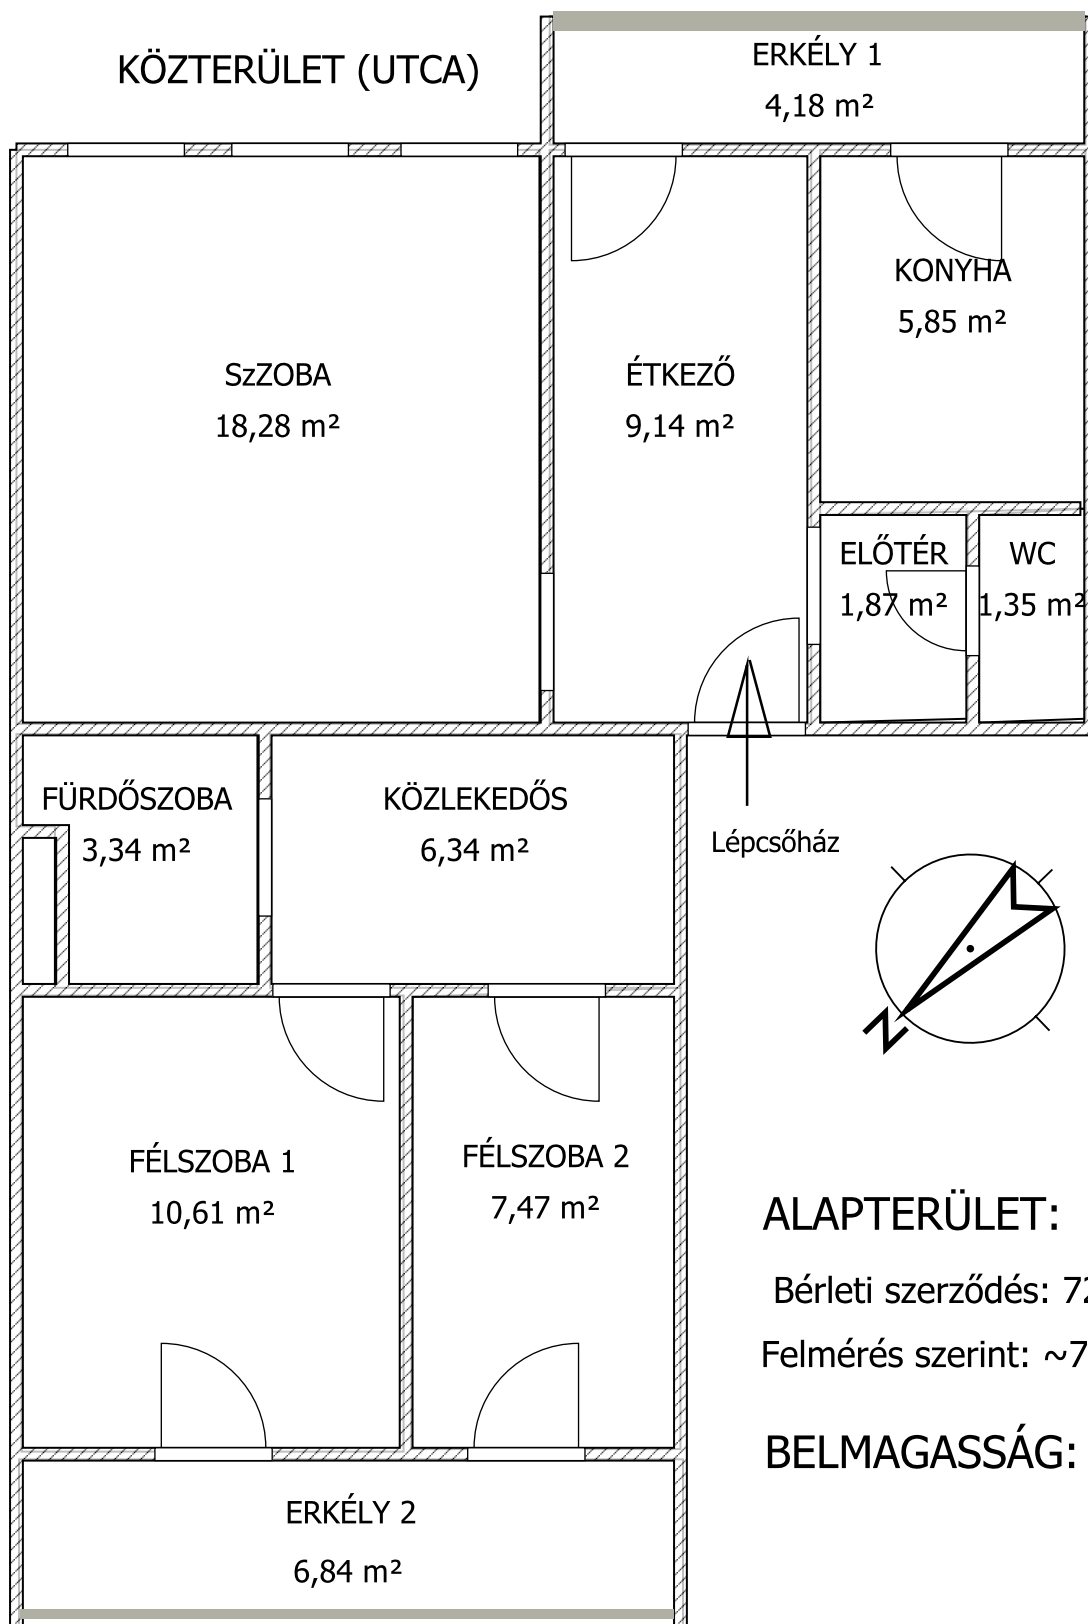 KÖZTERÜLET (UTCA)
ERKÉLY 1
4,18 m²
KONYHA
5,85 m²
SzZOBA
18,28 m²
ÉTKEZŐ
9,14 m²
ELŐTÉR
1,87 m²
WC
1,35 m²
FÜRDŐSZOBA
3,34 m²
KÖZLEKEDŐS
6,34 m²
Lépcsőház
N
FÉLSZOBA 1
10,61 m²
FÉLSZOBA 2
7,47 m²
ALAPTERÜLET:
Bérleti szerződés: 72
Felmérés szerint: ~7
BELMAGASSÁG:
ERKÉLY 2
6,84 m²